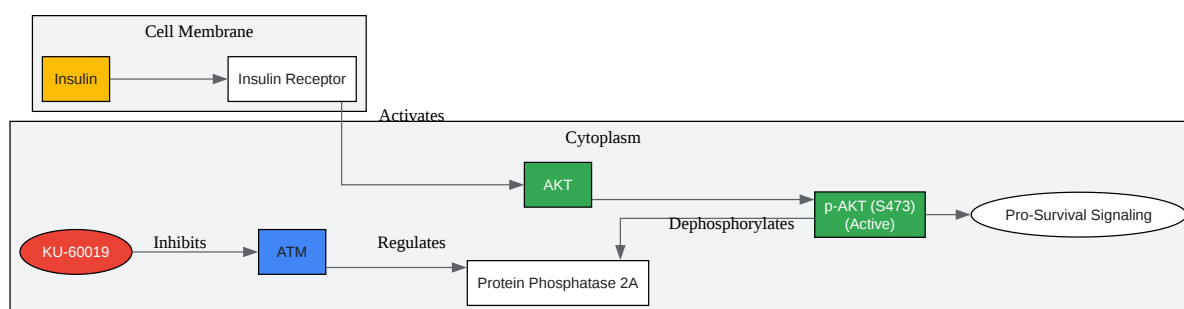 Cell Membrane
Insulin
Insulin Receptor
Activates
Cytoplasm
AKT
p-AKT (S473)
(Active)
Pro-Survival Signaling
Dephosphorylates
KU-60019
Inhibits
ATM
Regulates
Protein Phosphatase 2A